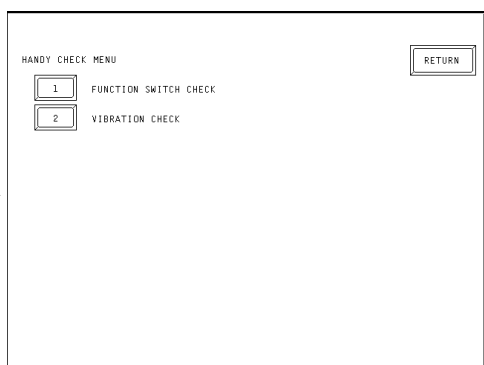 HANDY CHECK MENU
RETURN
1 FUNCTION SWITCH CHECK
2 VIBRATION CHECK